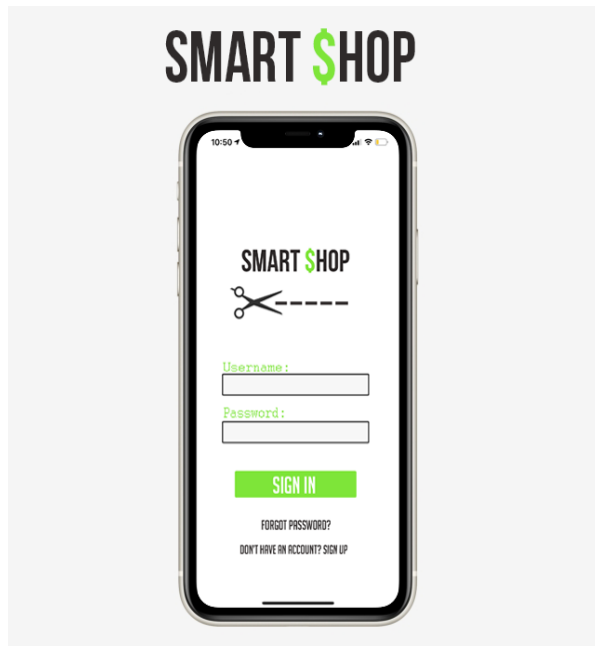 SMART $HOP
10:50
SMART $HOP
Username:
Password:
SIGN IN
FORGOT PASSWORD?
DON'T HAVE AN ACCOUNT? SIGN UP